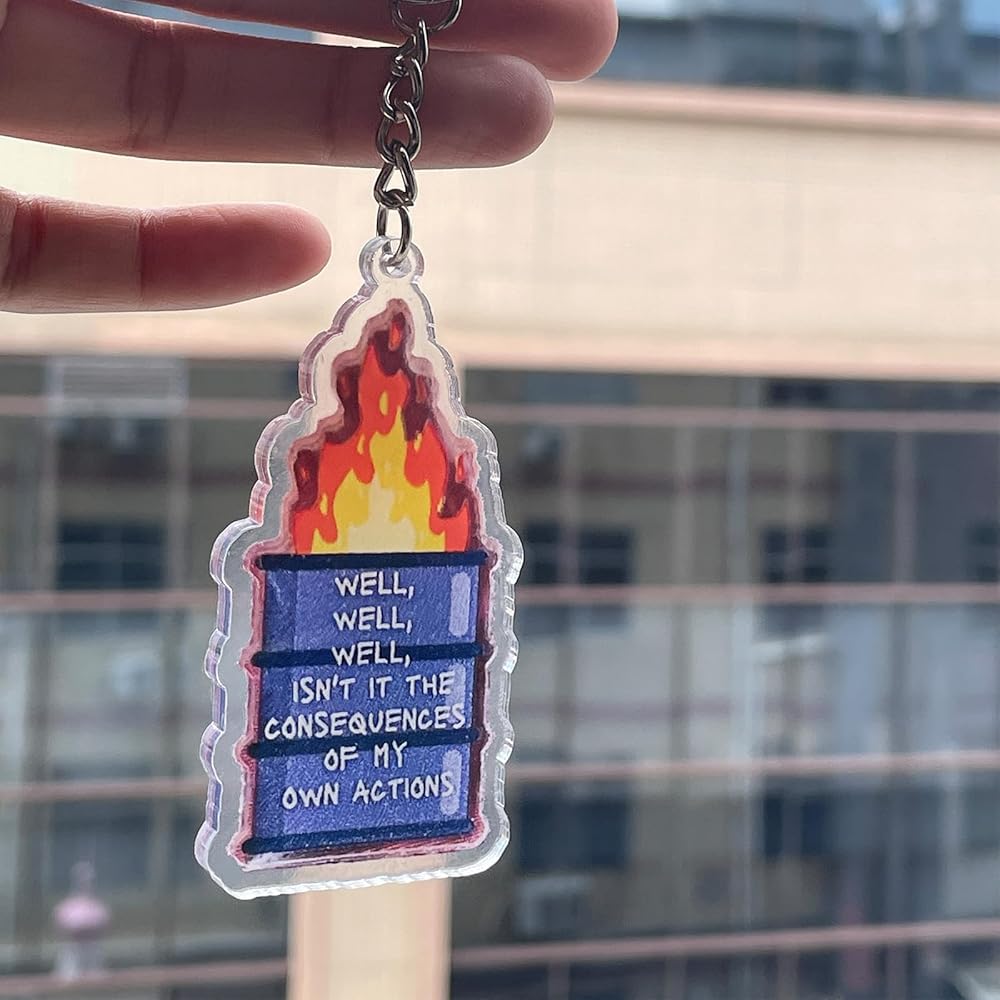 WELL,
WELL,
WELL,
ISN'T IT THE
CONSEQUENCES
OF MY
OWN ACTIONS